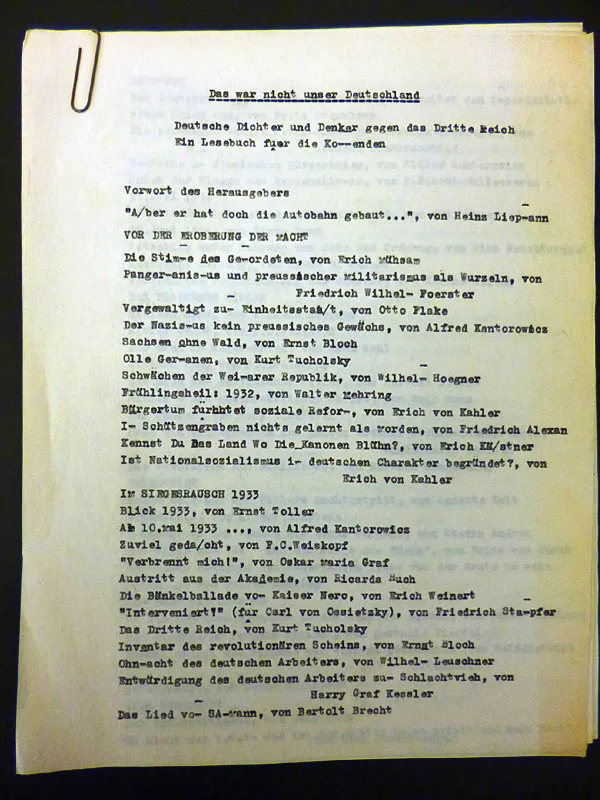 Das war nicht unser Deutschland
Deutsche Dichter und Denker gegen das Dritte Reich
Ein Lesebuch fuer die Ko--enden
Vorwort des Herausgebers
"A/ber er hat doch die Autobahn gebaut...", von Heinz Liep-ann
VOR DER EROBERUNG DER MACHT
Die Stim-e des Ge-ordeten, von Erich Mühsam
Panger-anis-us und preussischer Militarismus als Wurzeln, von
Friedrich Wilhel- Foerster
Vergewaltigt zu- Einheitsstaa/t, von Otto Flake
Der Nazis-us kein preussisches Gewächs, von Alfred Kantorowicz
Sachsen ohne Wald, von Ernst Bloch
Olle Ger-anen, von Kurt Tucholsky
Schwächen der Wei-arer Republik, von Wilhel- Hoegner
Frühlingsheil: 1932, von Walter Mehring
Bürgertum fürhhtet soziale Refor-, von Erich von Kahler
I- Schützengraben nichts gelernt als morden, von Friedrich Alexan
Kennst Du Das Land Wo Die Kanonen Blühn?, von Erich KH/stner
Ist Nationalsozialismus i- deutschen Charakter begründet?, von
Erich von Kahler
Im SIEGESRAUSCH 1933
Blick 1933, von Ernst Toller
Am 10.Mai 1933 ..., von Alfred Kantorowicz
Zuviel geda/cht, von F.C.Weiskopf
"Verbrennt mich!", von Oskar Maria Graf
Austritt aus der Akademie, von Ricarda Huch
Die Bänkelballade vo- Kaiser Nero, von Erich Weinert
"Interveniert!" (für Carl von Ossietzky), von Friedrich Sta-pfer
Das Dritte Reich, von Kurt Tucholsky
Inventar des revolutionären Scheins, von Ernst Bloch
Ohn-acht des deutschen Arbeiters, von Wilhel- Leuschner
Entwürdigung des deutschen Arbeiters zu- Schlachtvieh, von
Harry Graf Kessler
Das Lied vo- SA-Mann, von Bertolt Brecht